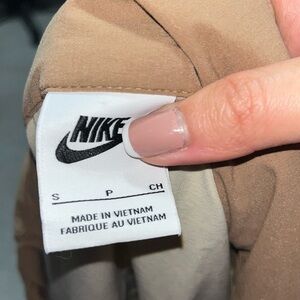 NIKE
S P CH
MADE IN VIETNAM
FABRIQUE AU VIETNAM